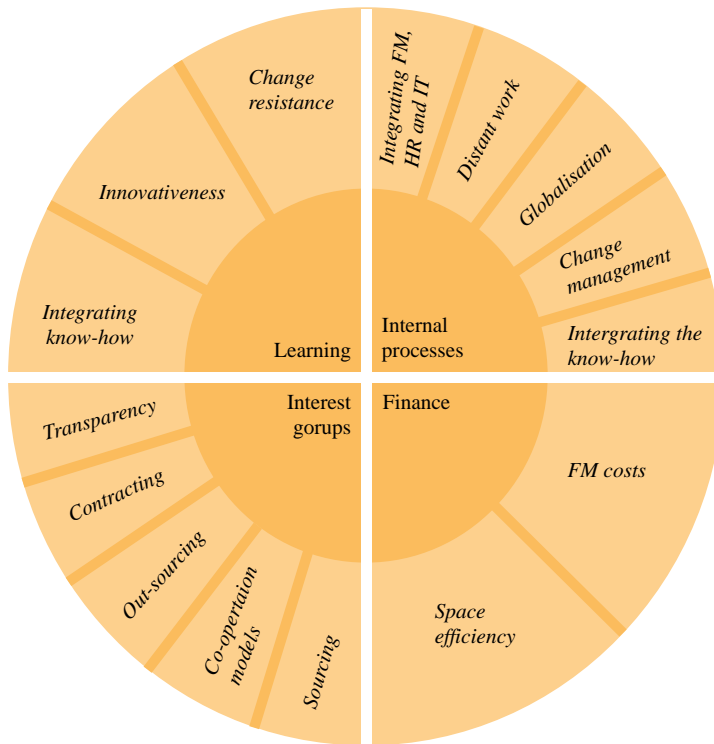 Change
resistance
Innovativeness
Integrating
know-how
Learning
Integrating FM,
HR and IT
Distant work
Globalisation
Change
management
Intergrating the
know-how
Internal
processes
Transparency
Contracting
Out-sourcing
Co-opertaion
models
Sourcing
Interest
gorups
Finance
FM costs
Space
efficiency